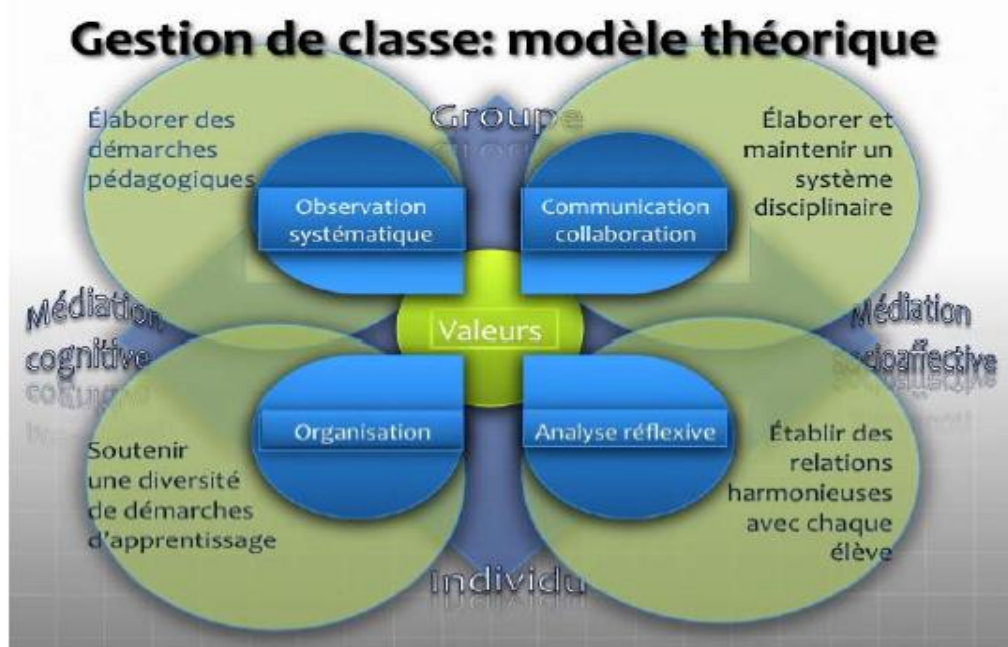 Gestion de classe: modèle théorique
Élaborer des
démarches
pédagogiques
Groupe
Élaborer et
maintenir un
système
disciplinaire
Observation
systématique
Communication
collaboration
Médiation
cognitive
Valeurs
Médiation
socioaffective
Organisation
Analyse réflexive
Soutenir
une diversité
de démarches
d'apprentissage
Établir des
relations
harmonieuses
avec chaque
élève
Individu